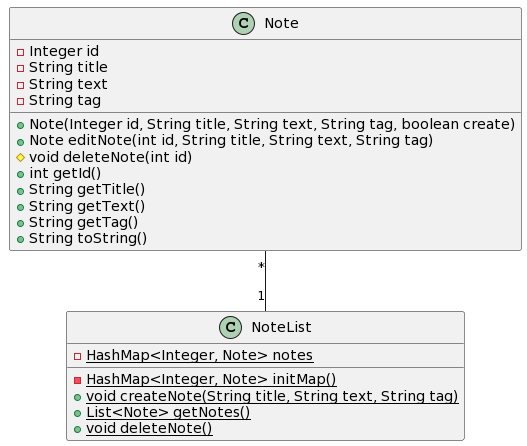 C Note
Integer id
String title
String text
String tag
Note(Integer id, String title, String text, String tag, boolean create)
Note editNote(int id, String title, String text, String tag)
void deleteNote(int id)
int getId()
String getTitle()
String getText()
String getTag()
String toString()
*
1
C NoteList
HashMap<Integer, Note> notes
HashMap<Integer, Note> initMap()
void createNote(String title, String text, String tag)
List<Note> getNotes()
void deleteNote()